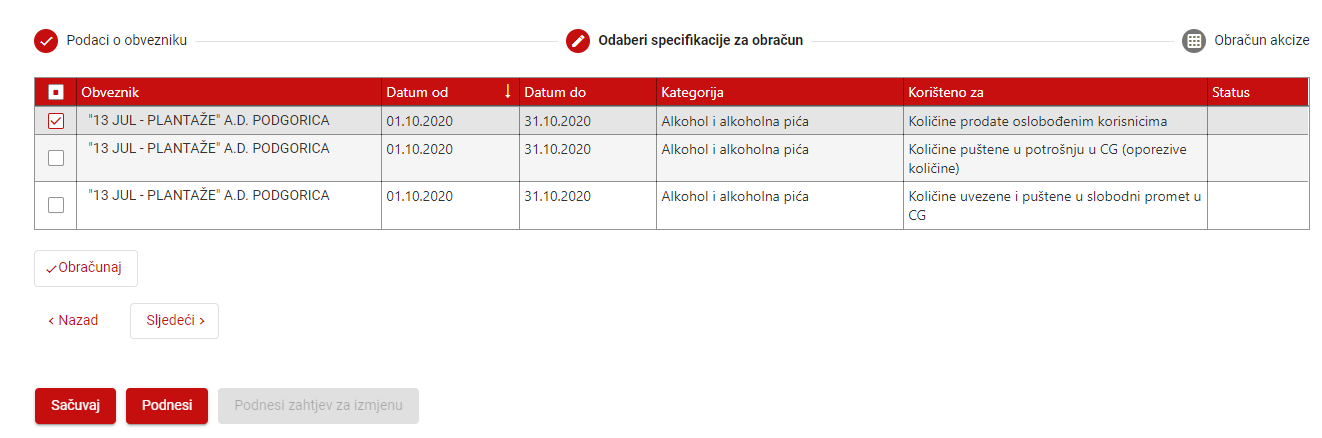 Podaci o obvezniku Odaberi specifikacije za obračun Obračun akcize
Obveznik Datum od ↓ Datum do Kategorija Korišteno za Status
"13 JUL - PLANTAŽE" A.D. PODGORICA 01.10.2020 31.10.2020 Alkohol i alkoholna pića Količine prodate oslobođenim korisnicima
"13 JUL - PLANTAŽE" A.D. PODGORICA 01.10.2020 31.10.2020 Alkohol i alkoholna pića Količine puštene u potrošnju u CG (oporezive
količine)
"13 JUL - PLANTAŽE" A.D. PODGORICA 01.10.2020 31.10.2020 Alkohol i alkoholna pića Količine uvezene i puštene u slobodni promet u
CG
Obračunaj
‹ Nazad Sljedeći ›
Sačuvaj Podnesi Podnesi zahtjev za izmjenu